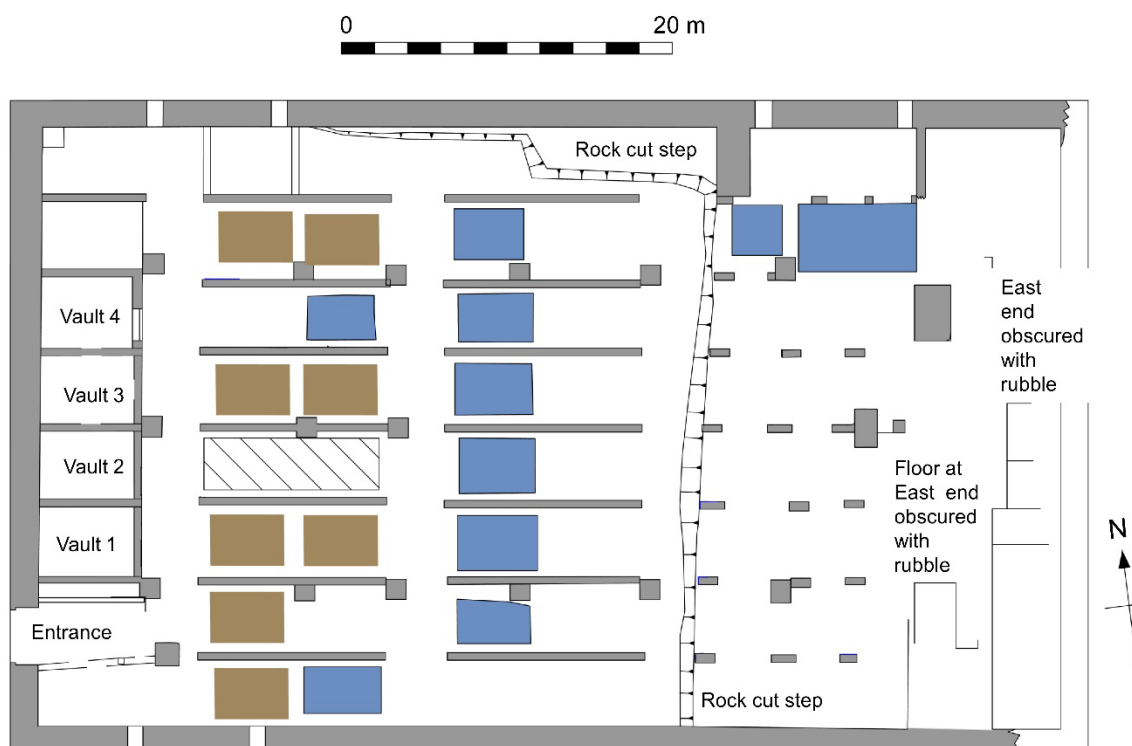 0
20 m
Rock cut step
Vault 4
East
end
obscured
with
rubble
Vault 3
Vault 2
Floor at
East end
obscured
with
rubble
Vault 1
N
Entrance
Rock cut step